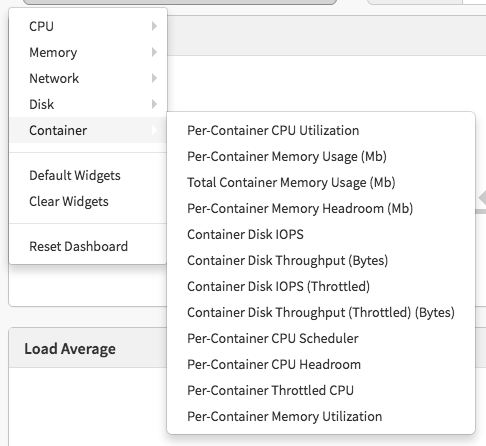 CPU
Memory
Network
Disk
Container
Default Widgets
Clear Widgets
Reset Dashboard
Per-Container CPU Utilization
Per-Container Memory Usage (Mb)
Total Container Memory Usage (Mb)
Per-Container Memory Headroom (Mb)
Container Disk IOPS
Container Disk Throughput (Bytes)
Container Disk IOPS (Throttled)
Container Disk Throughput (Throttled) (Bytes)
Per-Container CPU Scheduler
Per-Container CPU Headroom
Per-Container Throttled CPU
Per-Container Memory Utilization
Load Average